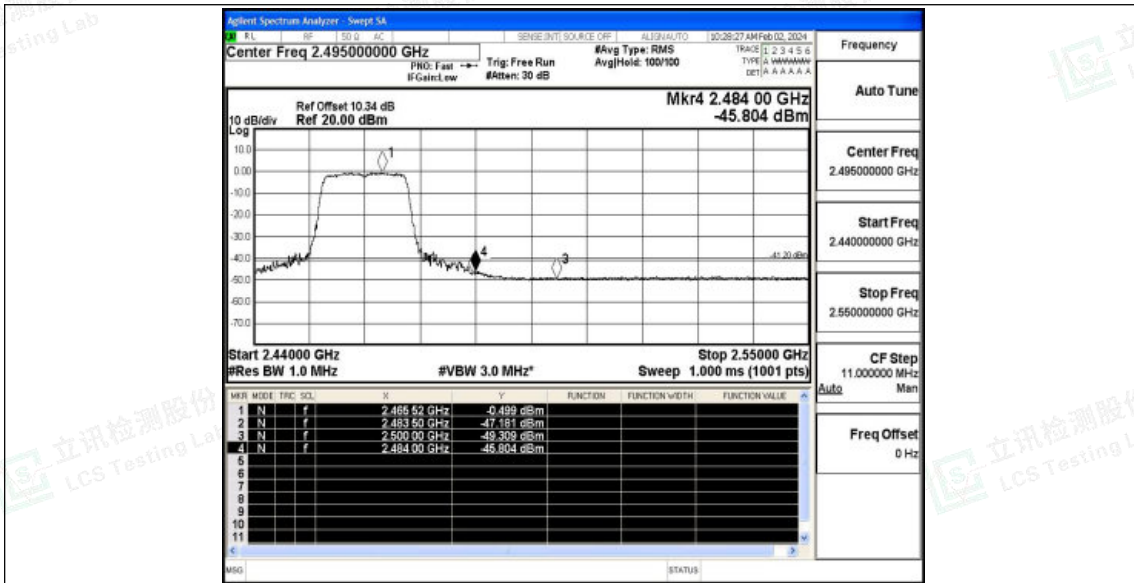 Agilent Spectrum Analyzer - Swept SA
RL RF 50 Ω AC SENSE:INT SOURCE OFF ALIGNAUTO 10:28:27 AM Feb 02, 2024
Center Freq 2.495000000 GHz
PNO: Fast
IFGain:Low
Trig: Free Run
#Atten: 30 dB
#Avg Type: RMS
Avg|Hold: 100/100
TRACE 1 2 3 4 5 6
TYPE A WWWWW
DET A A A A A A
Ref Offset 10.34 dB
Ref 20.00 dBm
10 dB/div
Log
Mkr4 2.484 00 GHz
-45.804 dBm
10.0
0.00
-10.0
-20.0
-30.0
-40.0
-50.0
-60.0
-70.0
1
4
3
-41.20 dBm
Start 2.44000 GHz
Stop 2.55000 GHz
#Res BW 1.0 MHz
#VBW 3.0 MHz*
Sweep 1.000 ms (1001 pts)
MKR MODE TRC SCL X Y FUNCTION FUNCTION WIDTH FUNCTION VALUE
1 N f 2.465 52 GHz -0.499 dBm
2 N f 2.483 50 GHz -47.181 dBm
3 N f 2.500 00 GHz -49.309 dBm
4 N f 2.484 00 GHz -45.804 dBm
5
6
7
8
9
10
11
MSG
STATUS
Frequency
Auto Tune
Center Freq
2.495000000 GHz
Start Freq
2.440000000 GHz
Stop Freq
2.550000000 GHz
CF Step
11.000000 MHz
Auto Man
Freq Offset
0 Hz
立讯检测股份
LCS Testing Lab
立讯检测股份
LCS Testing L
esting Lab